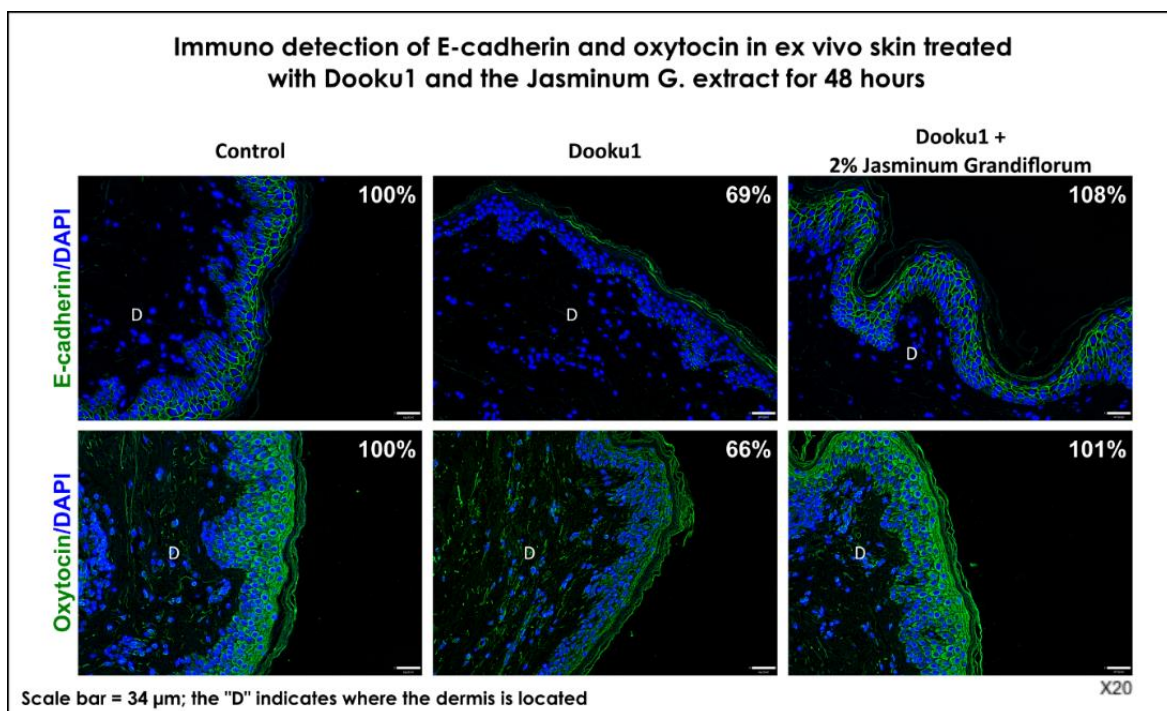 Immuno detection of E-cadherin and oxytocin in ex vivo skin treated
with Dooku1 and the Jasminum G. extract for 48 hours
Control
Dooku1
Dooku1 +
2% Jasminum Grandiflorum
E-cadherin/DAPI
100%
69%
108%
D
D
D
Oxytocin/DAPI
100%
66%
101%
D
D
D
Scale bar = 34 µm; the "D" indicates where the dermis is located
X20